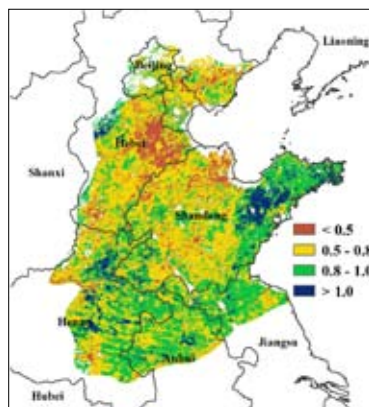 Liaoning
Beijing
Hebei
Shanxi
Shandong
< 0.5
0.5 - 0.8
0.8 - 1.0
> 1.0
Henan
Jiangsu
Anhui
Hubei